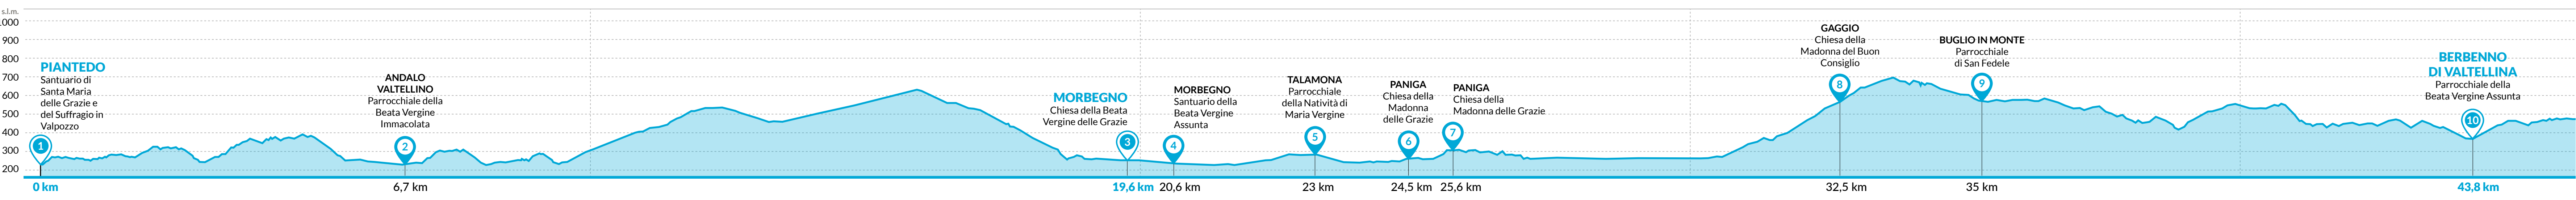 s.l.m.
1000
900
800
700
600
500
400
300
200
PIANTEDO
Santuario di
Santa Maria
delle Grazie e
del Suffragio in
Valpozzo
1
0 km
ANDALO
VALTELLINO
Parrocchiale della
Beata Vergine
Immacolata
2
6,7 km
MORBEGNO
Chiesa della Beata
Vergine delle Grazie
3
19,6 km
MORBEGNO
Santuario della
Beata Vergine
Assunta
4
20,6 km
TALAMONA
Parrocchiale
della Natività di
Maria Vergine
5
23 km
PANIGA
Chiesa della
Madonna
delle Grazie
6
24,5 km
PANIGA
Chiesa della
Madonna delle Grazie
7
25,6 km
GAGGIO
Chiesa della
Madonna del Buon
Consiglio
8
32,5 km
BUGLIO IN MONTE
Parrocchiale
di San Fedele
9
35 km
BERBENNO
DI VALTELLINA
Parrocchiale della
Beata Vergine Assunta
10
43,8 km